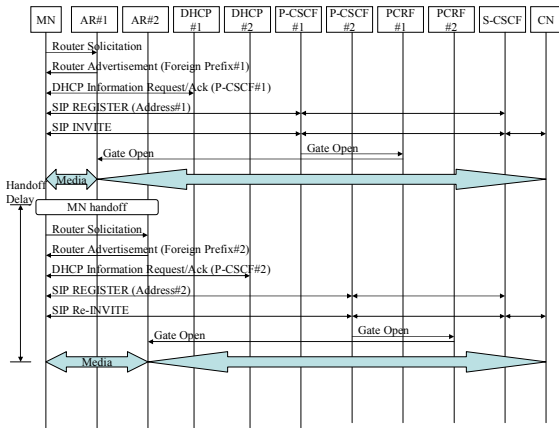 MN
AR#1
AR#2
DHCP
#1
DHCP
#2
P-CSCF
#1
P-CSCF
#2
PCRF
#1
PCRF
#2
S-CSCF
CN
Router Solicitation
Router Advertisement (Foreign Prefix#1)
DHCP Information Request/Ack (P-CSCF#1)
SIP REGISTER (Address#1)
SIP INVITE
Gate Open
Gate Open
Media
Handoff
Delay
MN handoff
Router Solicitation
Router Advertisement (Foreign Prefix#2)
DHCP Information Request/Ack (P-CSCF#2)
SIP REGISTER (Address#2)
SIP Re-INVITE
Gate Open
Gate Open
Media